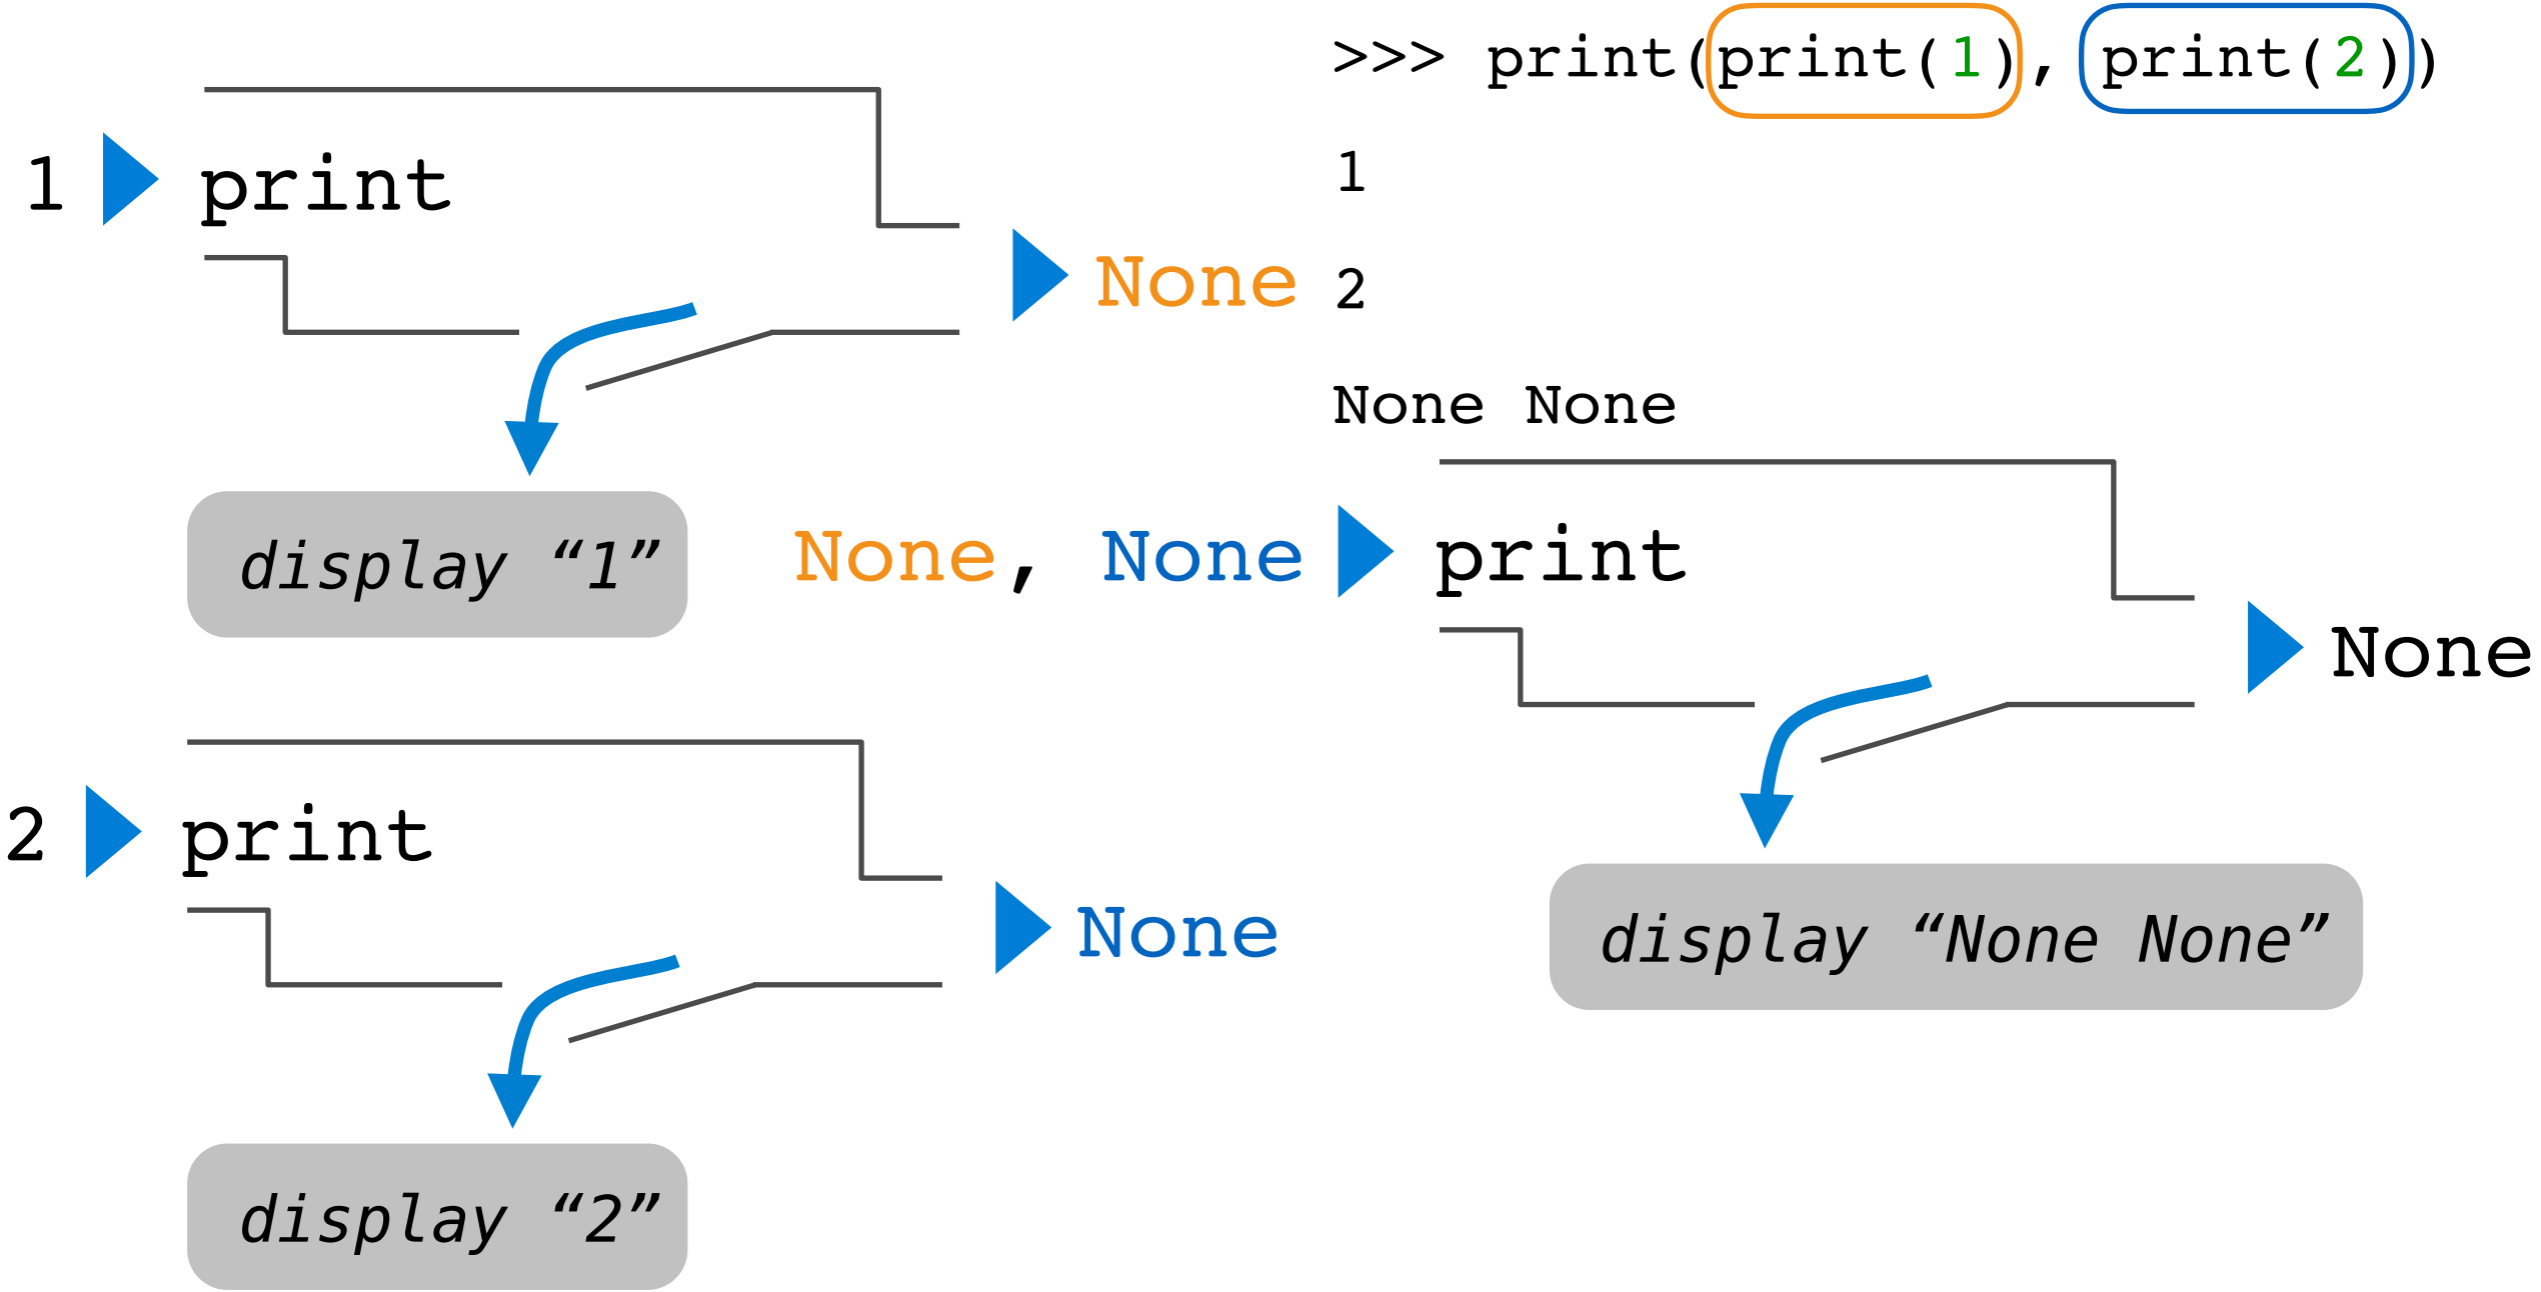 >>> print(print(1), print(2))
1
2
None None
1 print
None
display “1”
2 print
None
display “2”
None, None print
None
display “None None”